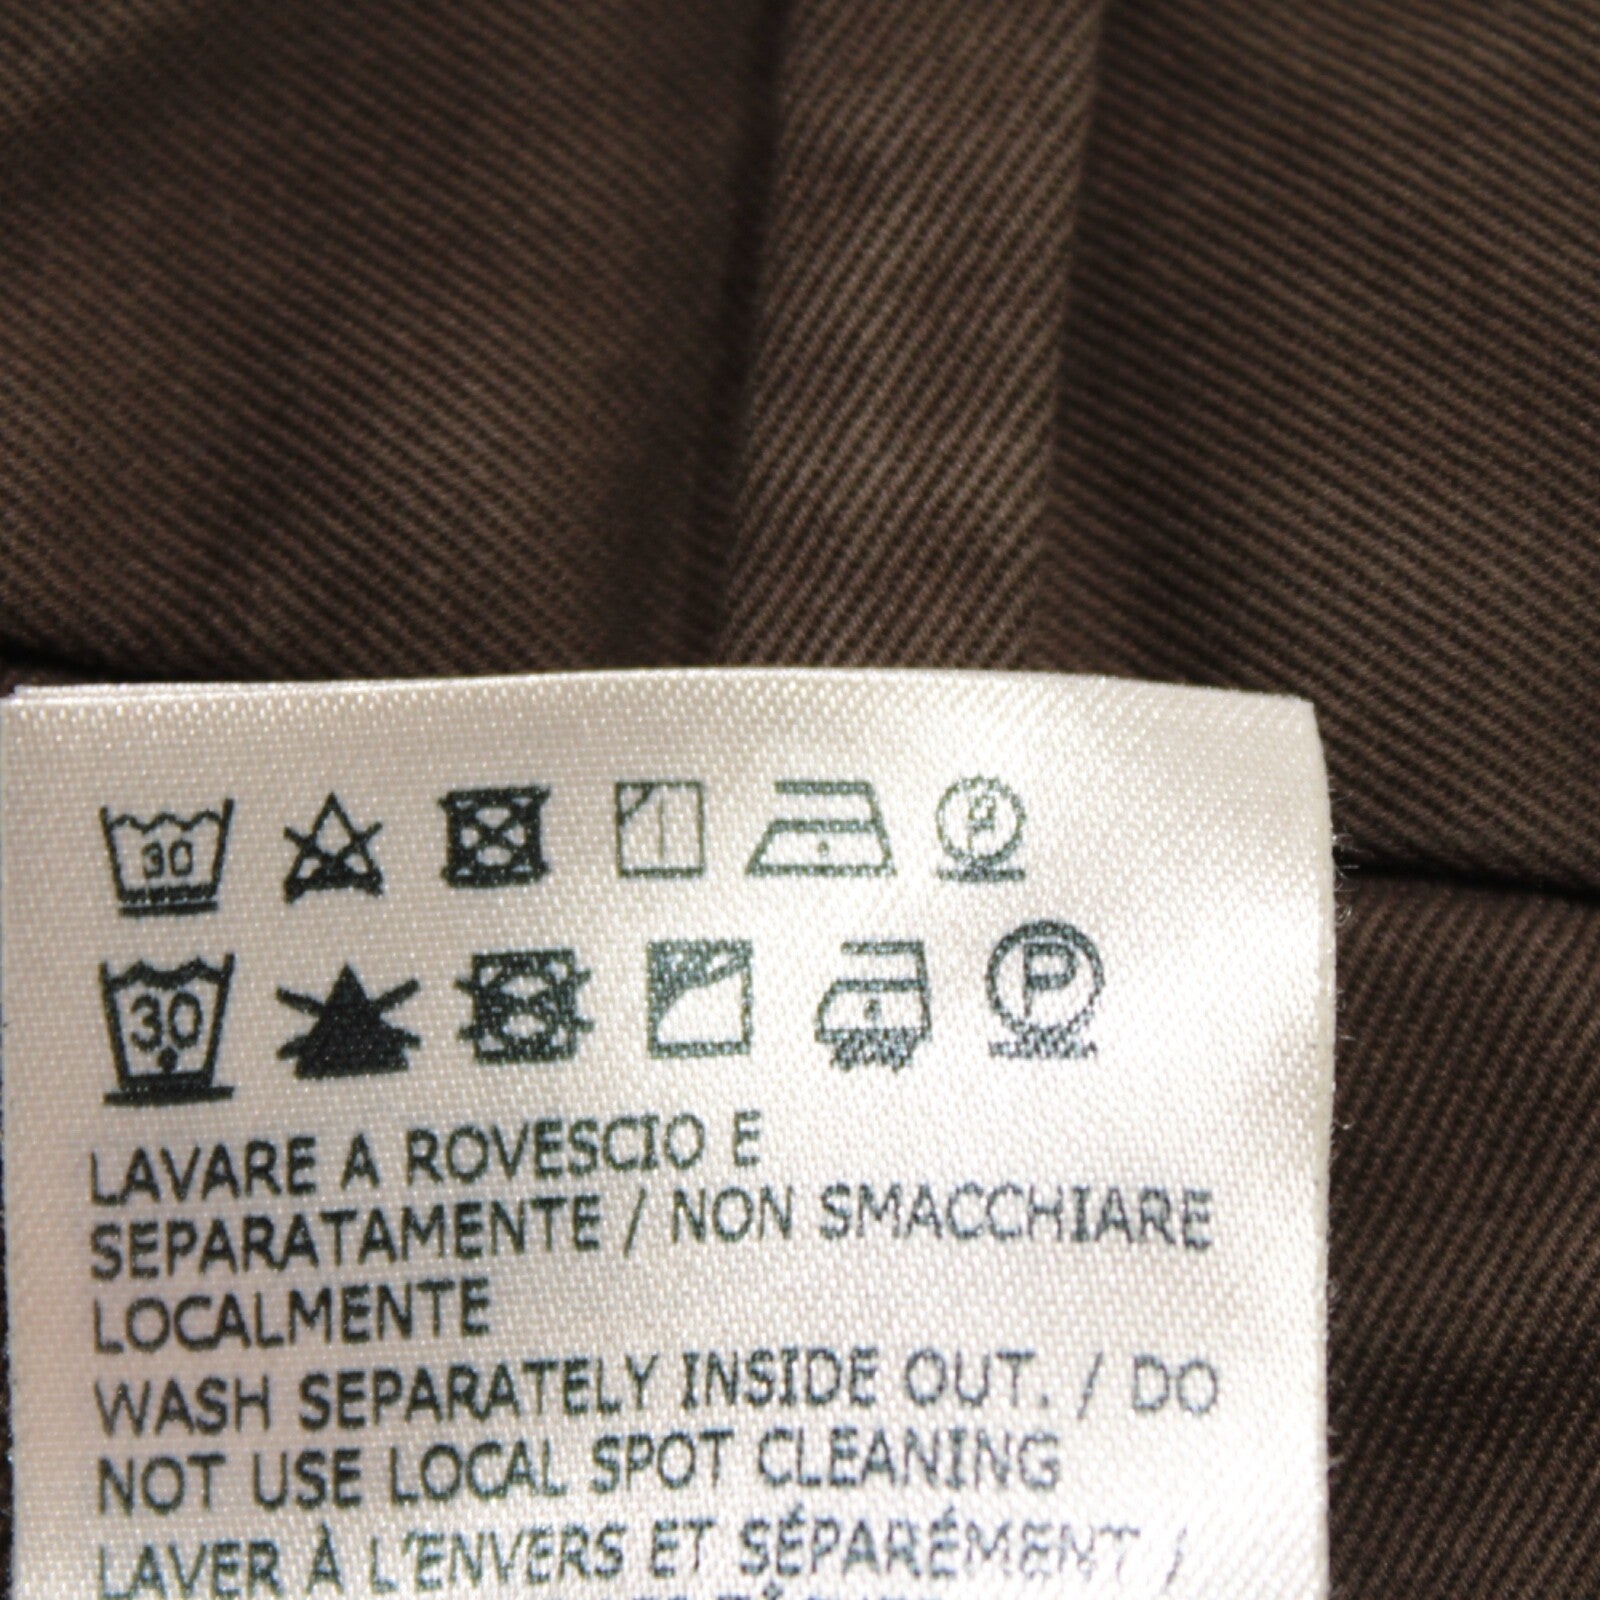 30
30 P
LAVARE A ROVESCIO E
SEPARATAMENTE / NON SMACCHIARE
LOCALMENTE
WASH SEPARATELY INSIDE OUT. / DO
NOT USE LOCAL SPOT CLEANING
LAVER À L'ENVERS ET SÉPARÉMENT /